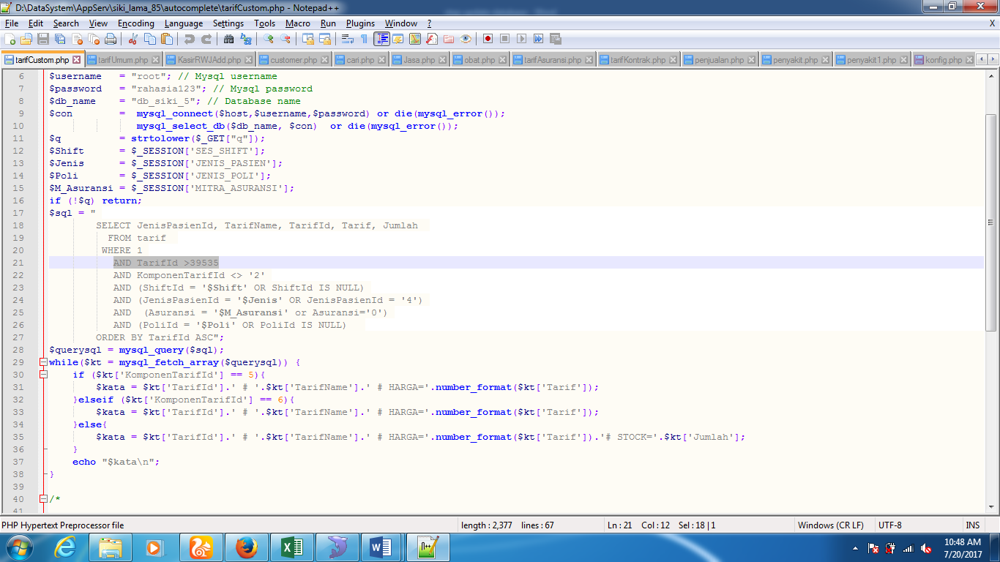 D:\DataSystem\AppServ\siki_lama_85\autocomplete\tarifCustom.php - Notepad++
File Edit Search View Encoding Language Settings Tools Macro Run Plugins Window ? X
tarifCustom.php tarifUmum.php KasirRWJAdd.php customer.php cari.php Jasa.php obat.php tarifAsuransi.php tarifKontrak.php penjualan.php penyakit.php penyakit1.php konfig.php
6 $username = "root"; // Mysql username
7 $password = "rahasia123"; // Mysql password
8 $db_name = "db_siki_5"; // Database name
9 $con = mysql_connect($host,$username,$password) or die(mysql_error());
10 mysql_select_db($db_name, $con) or die(mysql_error());
11 $q = strtolower($_GET["q"]);
12 $Shift = $_SESSION['SES_SHIFT'];
13 $Jenis = $_SESSION['JENIS_PASIEN'];
14 $Poli = $_SESSION['JENIS_POLI'];
15 $M_Asuransi = $_SESSION['MITRA_ASURANSI'];
16 if (!$q) return;
17 $sql = "
18 SELECT JenisPasienId, TarifName, TarifId, Tarif, Jumlah
19 FROM tarif
20 WHERE 1
21 AND TarifId >39535
22 AND KomponenTarifId <> '2'
23 AND (ShiftId = '$Shift' OR ShiftId IS NULL)
24 AND (JenisPasienId = '$Jenis' OR JenisPasienId = '4')
25 AND (Asuransi = '$M_Asuransi' or Asuransi='0')
26 AND (PoliId = '$Poli' OR PoliId IS NULL)
27 ORDER BY TarifId ASC";
28 $querysql = mysql_query($sql);
29 while($kt = mysql_fetch_array($querysql)) {
30 if ($kt['KomponenTarifId'] == 5){
31 $kata = $kt['TarifId'].' # '.$kt['TarifName'].' # HARGA='.number_format($kt['Tarif']);
32 }elseif ($kt['KomponenTarifId'] == 6){
33 $kata = $kt['TarifId'].' # '.$kt['TarifName'].' # HARGA='.number_format($kt['Tarif']);
34 }else{
35 $kata = $kt['TarifId'].' # '.$kt['TarifName'].' # HARGA='.number_format($kt['Tarif']).'# STOCK='.$kt['Jumlah'];
36 }
37 echo "$kata\n";
38 }
39
40 /*
41
PHP Hypertext Preprocessor file length : 2,377 lines : 67 Ln : 21 Col : 12 Sel : 18 | 1 Windows (CR LF) UTF-8 INS
10:48 AM
7/20/2017